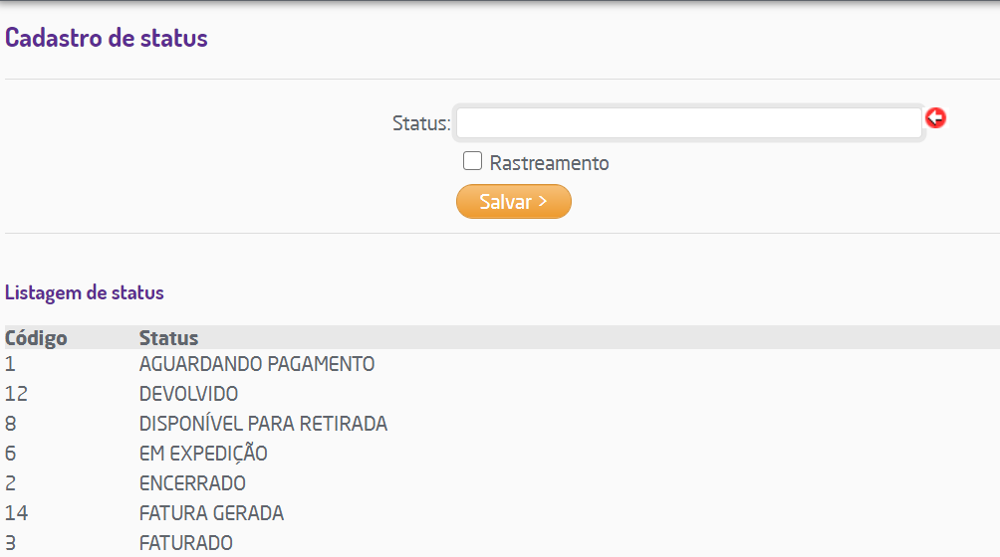 Cadastro de status
Status:
Rastreamento
Salvar >
Listagem de status
Código Status
1 AGUARDANDO PAGAMENTO
12 DEVOLVIDO
8 DISPONÍVEL PARA RETIRADA
6 EM EXPEDIÇÃO
2 ENCERRADO
14 FATURA GERADA
3 FATURADO